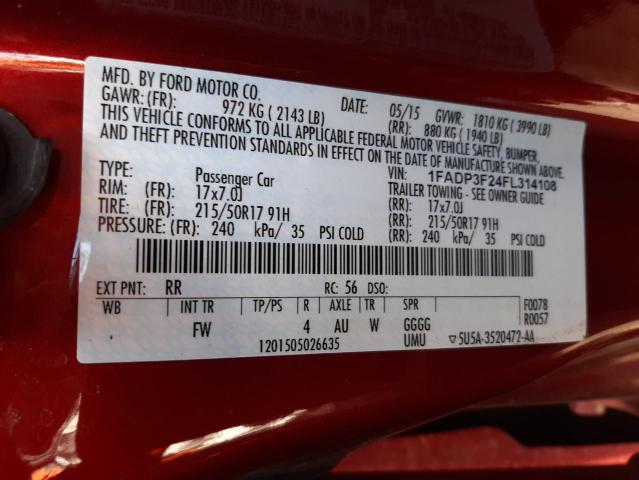 MFD. BY FORD MOTOR CO.
DATE: 05/15 GVWR: 1810 KG ( 3990 LB)
GAWR: (FR): 972 KG ( 2143 LB) (RR): 880 KG ( 1940 LB)
THIS VEHICLE CONFORMS TO ALL APPLICABLE FEDERAL MOTOR VEHICLE SAFETY, BUMPER,
AND THEFT PREVENTION STANDARDS IN EFFECT ON THE DATE OF MANUFACTURE SHOWN ABOVE.
VIN: 1FADP3F24FL314108
TYPE: Passenger Car TRAILER TOWING - SEE OWNER GUIDE
RIM: (FR): 17x7.0J (RR): 17x7.0J
TIRE: (FR): 215/50R17 91H (RR): 215/50R17 91H
PRESSURE: (FR): 240 kPa/ 35 PSI COLD (RR): 240 kPa/ 35 PSI COLD
EXT PNT: RR RC: 56 DSO:
WB INT TR TP/PS R AXLE TR SPR F0078
FW 4 AU W GGGG R0057
1201505026635 UMU ▽5U5A-3520472-AA